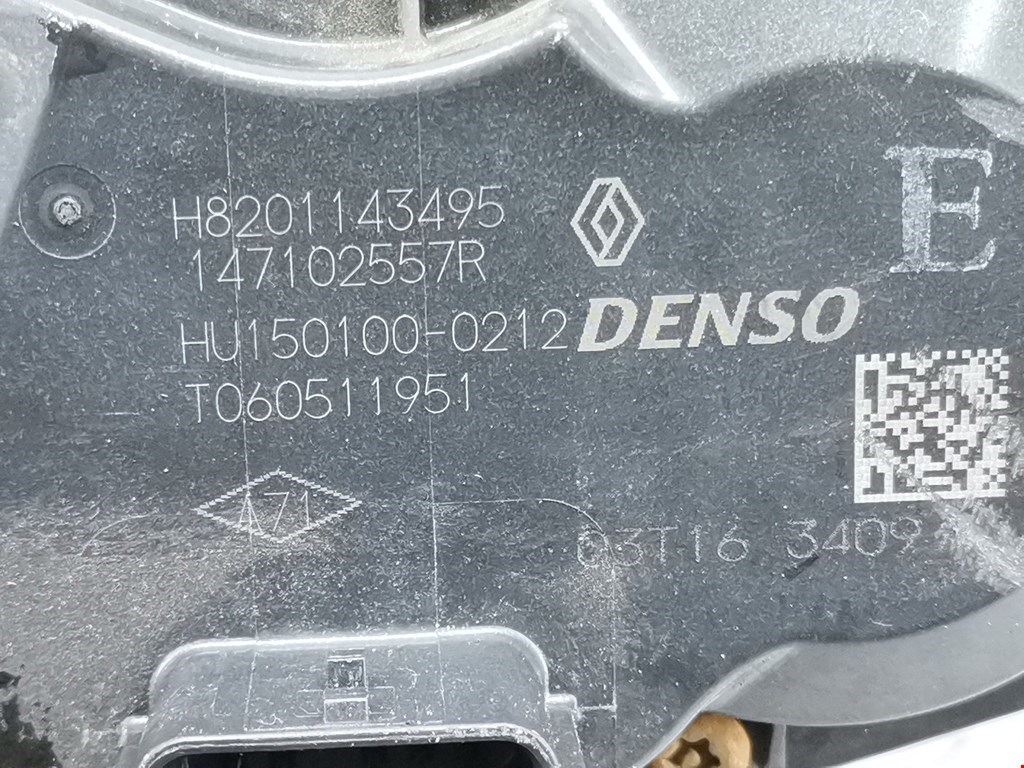 H8201143495
147102557R
E
HU150100-0212
DENSO
T060511951
A71
03T16 3409